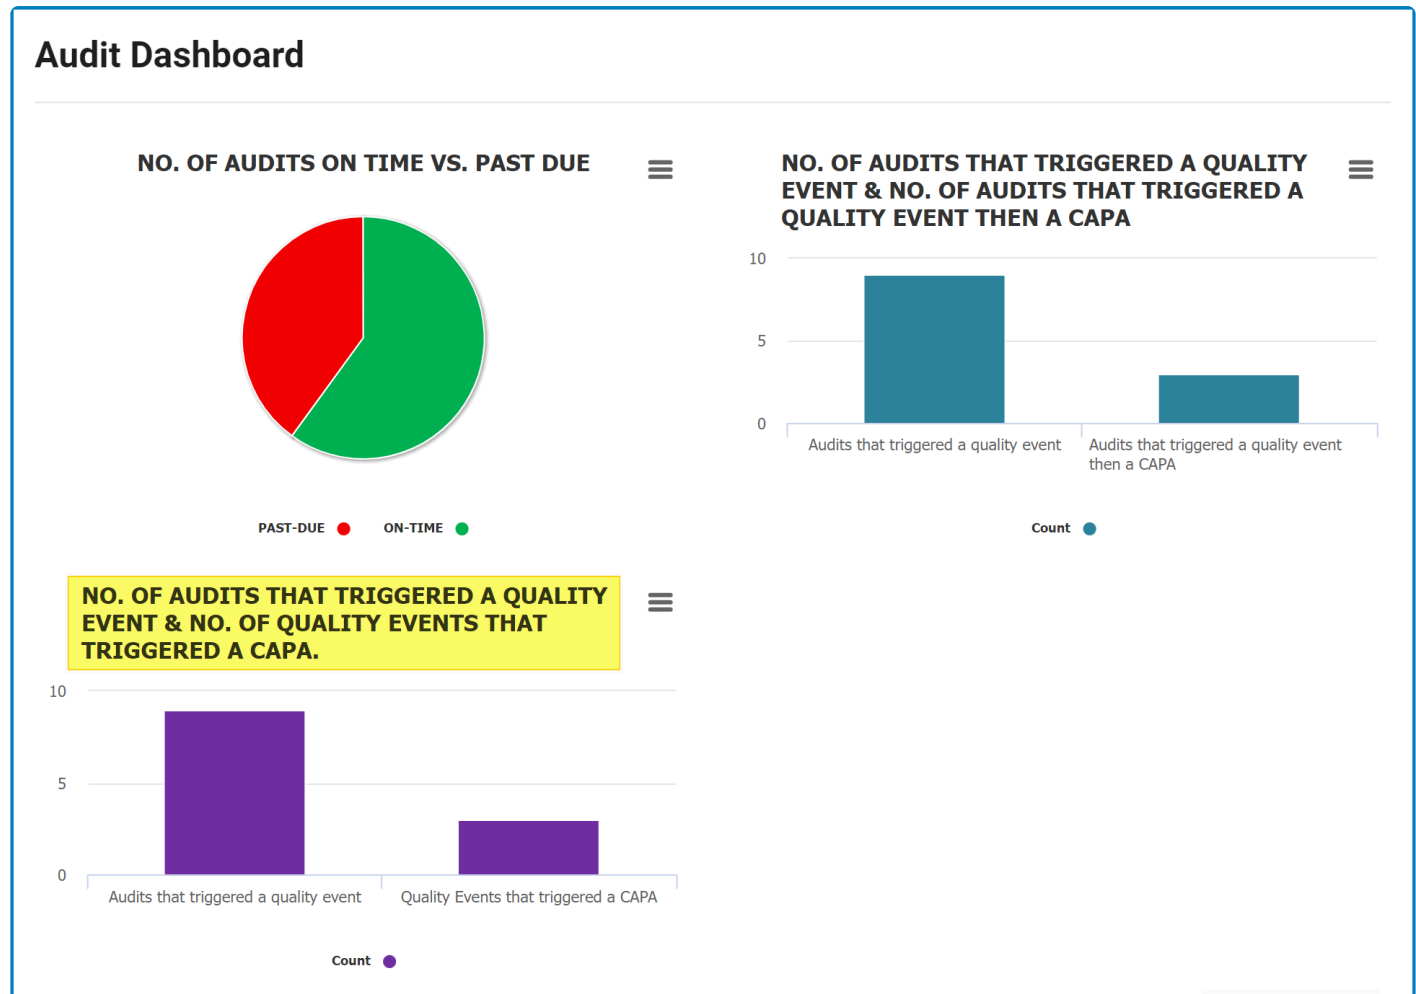 Audit Dashboard
NO. OF AUDITS ON TIME VS. PAST DUE
PAST-DUE
ON-TIME
NO. OF AUDITS THAT TRIGGERED A QUALITY
EVENT & NO. OF AUDITS THAT TRIGGERED A
QUALITY EVENT THEN A CAPA
10
5
0
Audits that triggered a quality event
Audits that triggered a quality event
then a CAPA
Count
NO. OF AUDITS THAT TRIGGERED A QUALITY
EVENT & NO. OF QUALITY EVENTS THAT
TRIGGERED A CAPA.
10
5
0
Audits that triggered a quality event
Quality Events that triggered a CAPA
Count